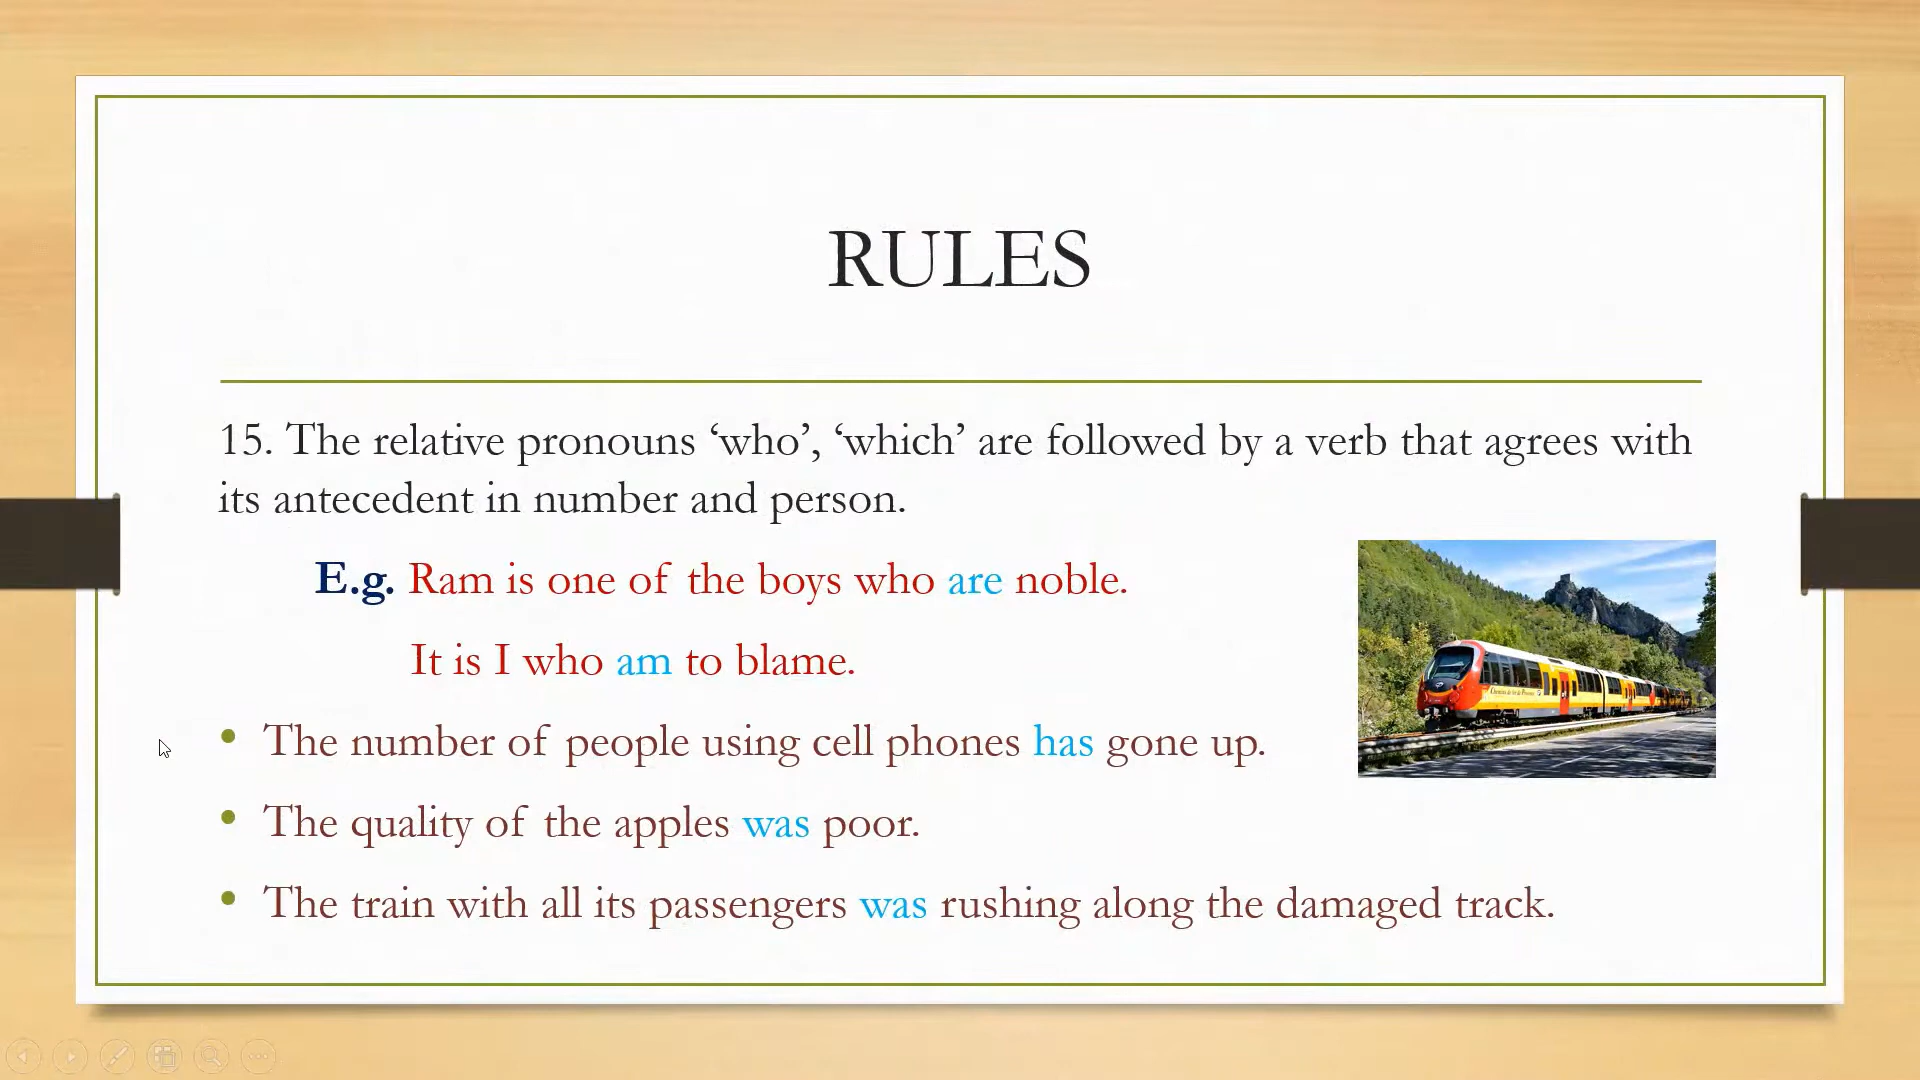 RULES
15. The relative pronouns ‘who’, ‘which’ are followed by a verb that agrees with
its antecedent in number and person.
E.g. Ram is one of the boys who are noble.
It is I who am to blame.
• The number of people using cell phones has gone up.
• The quality of the apples was poor.
• The train with all its passengers was rushing along the damaged track.